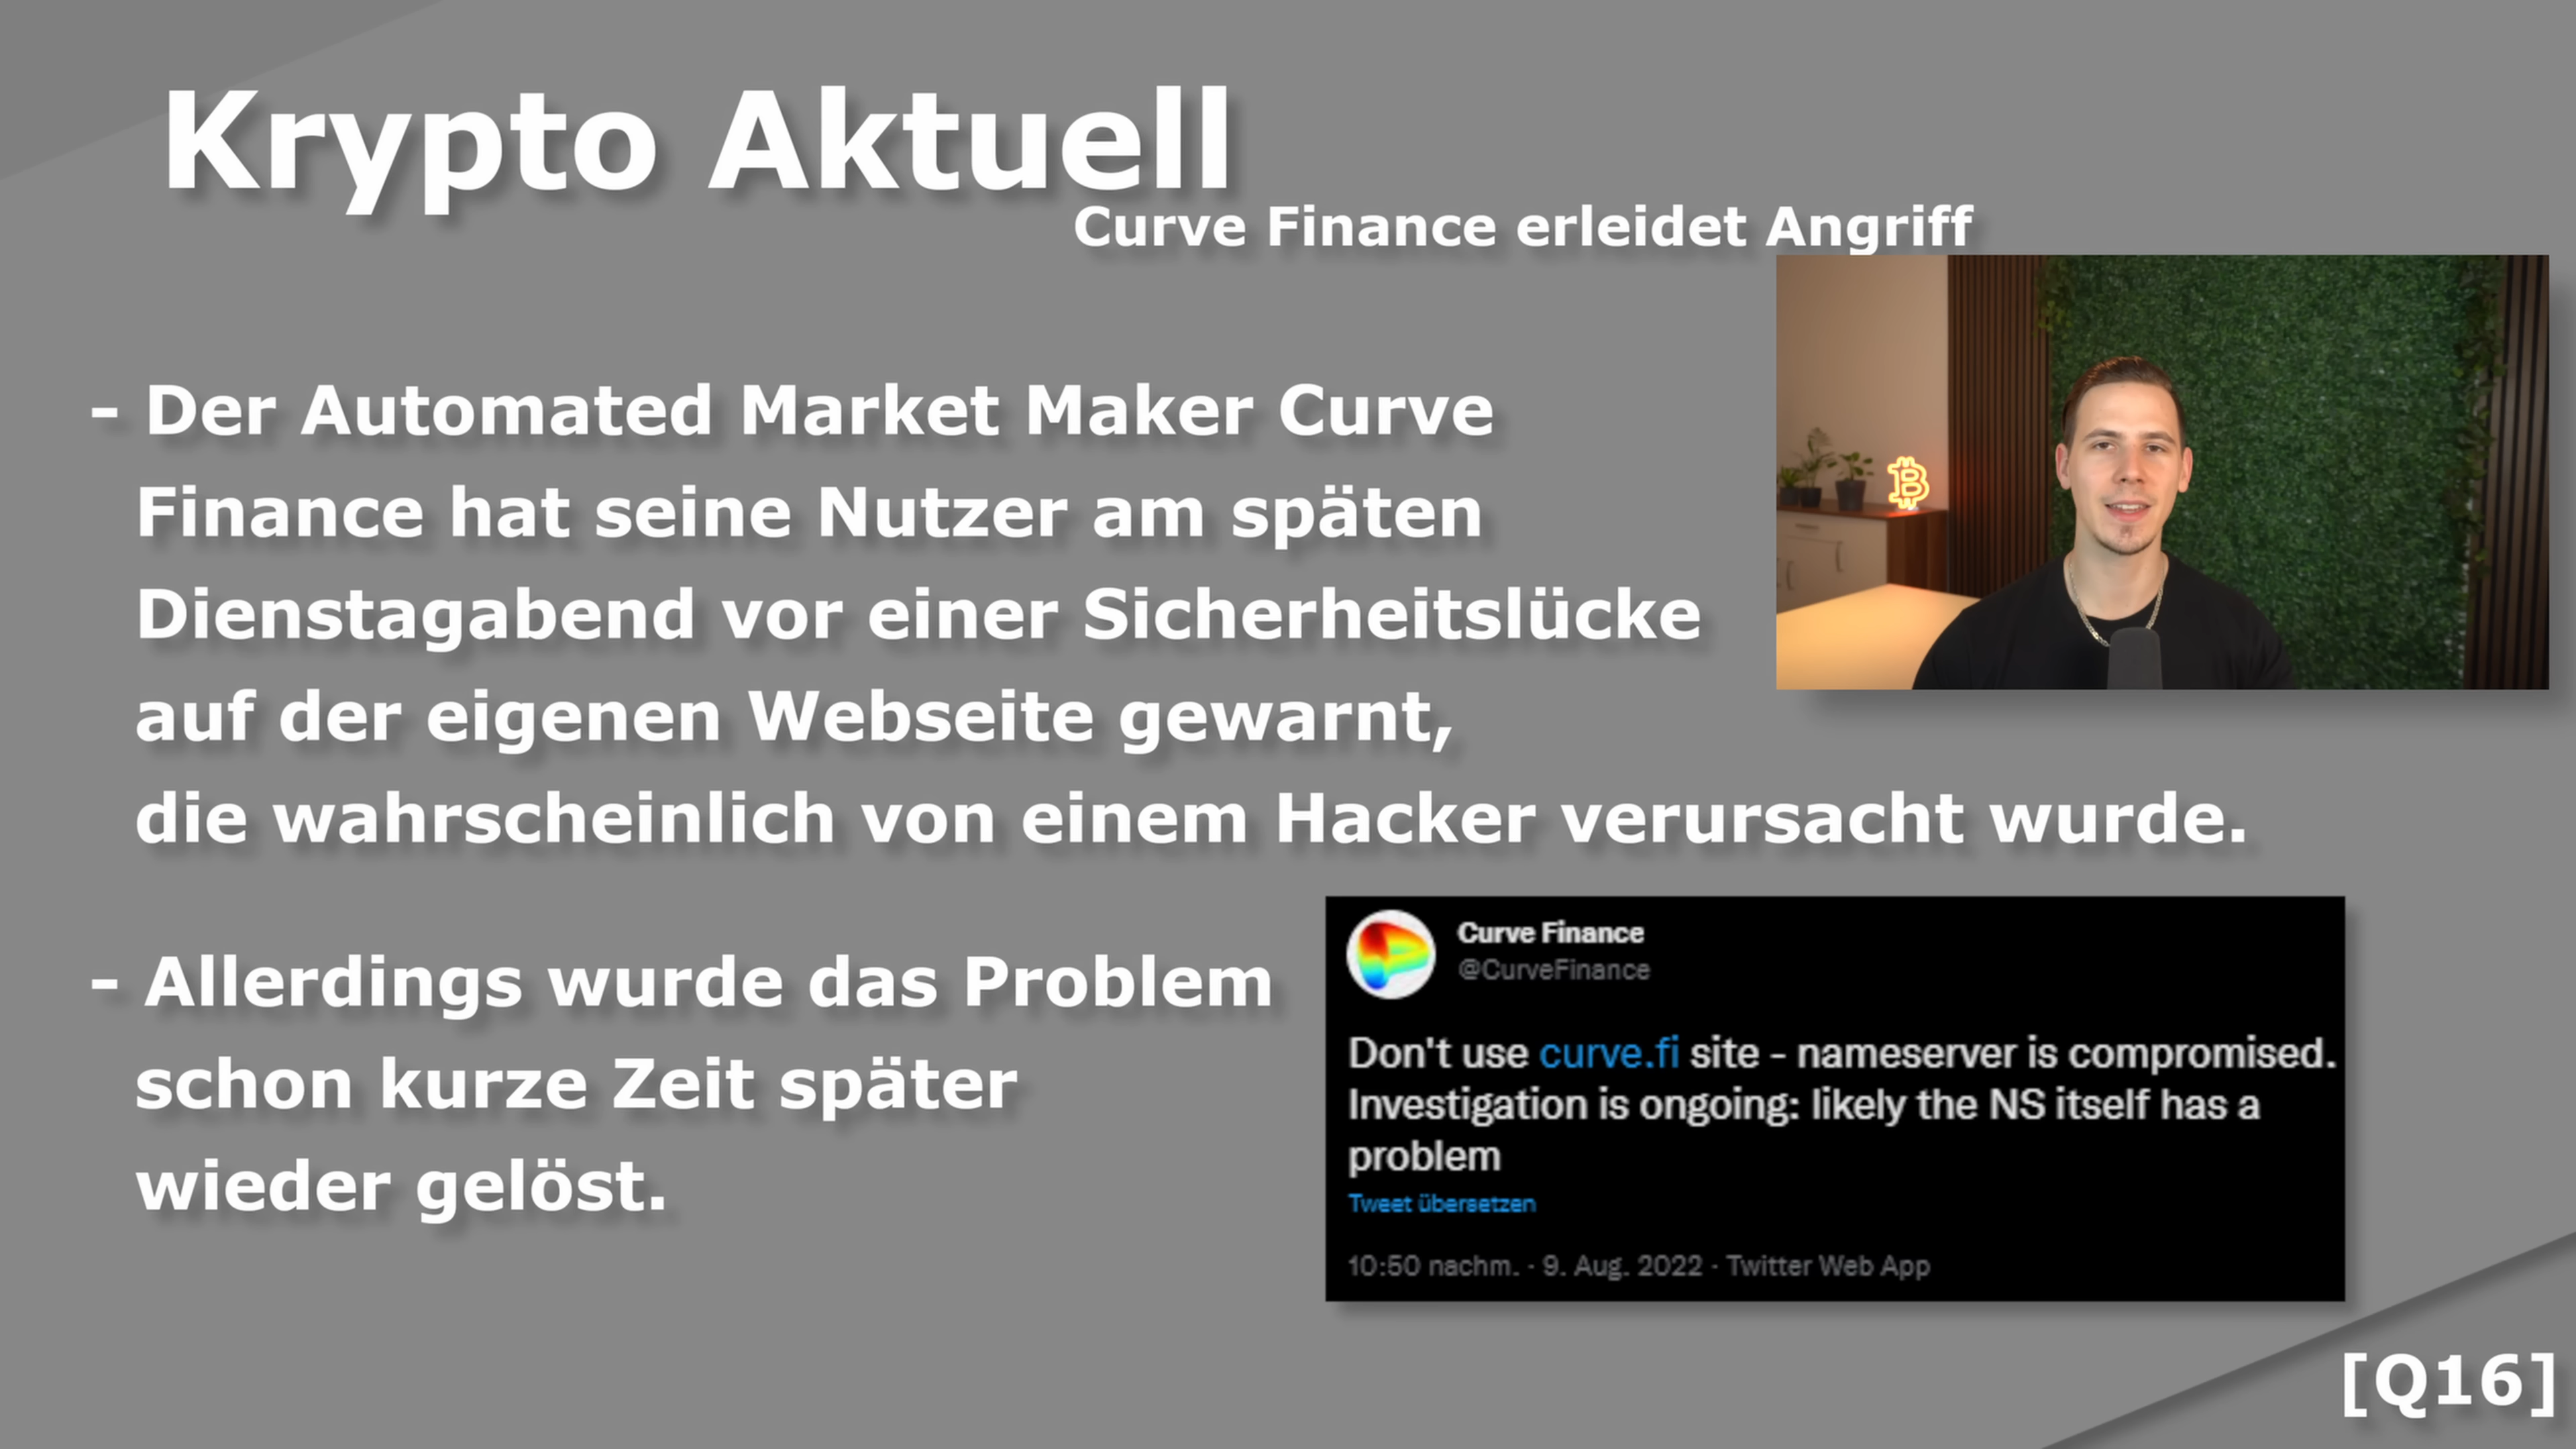 Krypto Aktuell
Curve Finance erleidet Angriff
- Der Automated Market Maker Curve
Finance hat seine Nutzer am späten
Dienstagabend vor einer Sicherheitslücke
auf der eigenen Webseite gewarnt,
die wahrscheinlich von einem Hacker verursacht wurde.
- Allerdings wurde das Problem
schon kurze Zeit später
wieder gelöst.
Curve Finance
@CurveFinance
Don't use curve.fi site - nameserver is compromised.
Investigation is ongoing: likely the NS itself has a
problem
Tweet übersetzen
10:50 nachm. · 9. Aug. 2022 · Twitter Web App
[Q16]